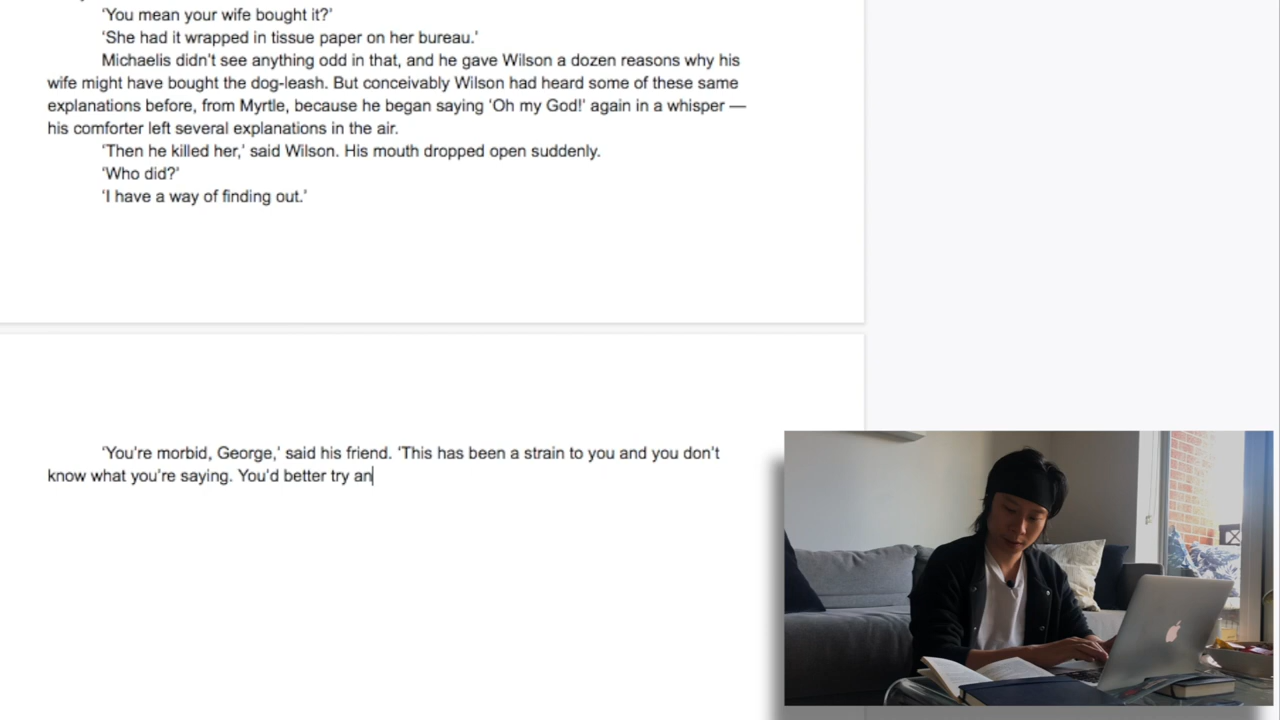 ‘You mean your wife bought it?’
‘She had it wrapped in tissue paper on her bureau.’
Michaelis didn’t see anything odd in that, and he gave Wilson a dozen reasons why his
wife might have bought the dog-leash. But conceivably Wilson had heard some of these same
explanations before, from Myrtle, because he began saying ‘Oh my God!’ again in a whisper —
his comforter left several explanations in the air.
‘Then he killed her,’ said Wilson. His mouth dropped open suddenly.
‘Who did?’
‘I have a way of finding out.’
‘You’re morbid, George,’ said his friend. ‘This has been a strain to you and you don’t
know what you’re saying. You’d better try an